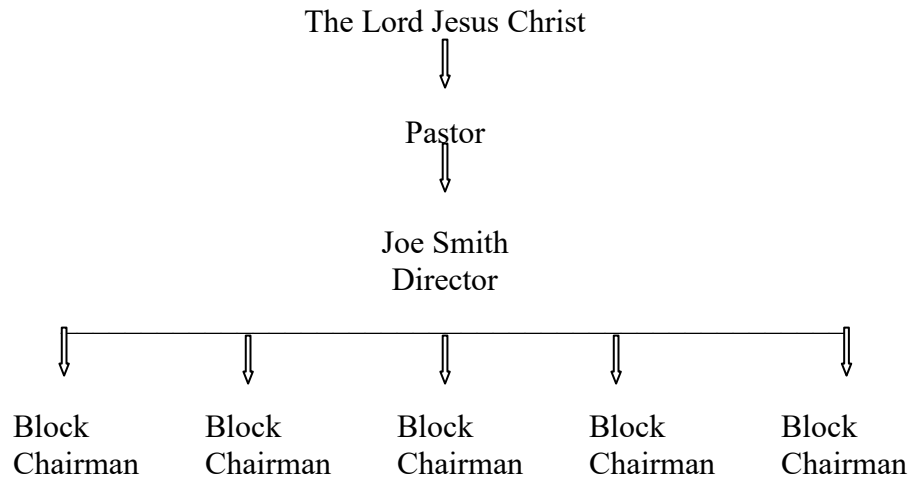 The Lord Jesus Christ
Pastor
Joe Smith
Director
Block Block Block Block Block
Chairman Chairman Chairman Chairman Chairman